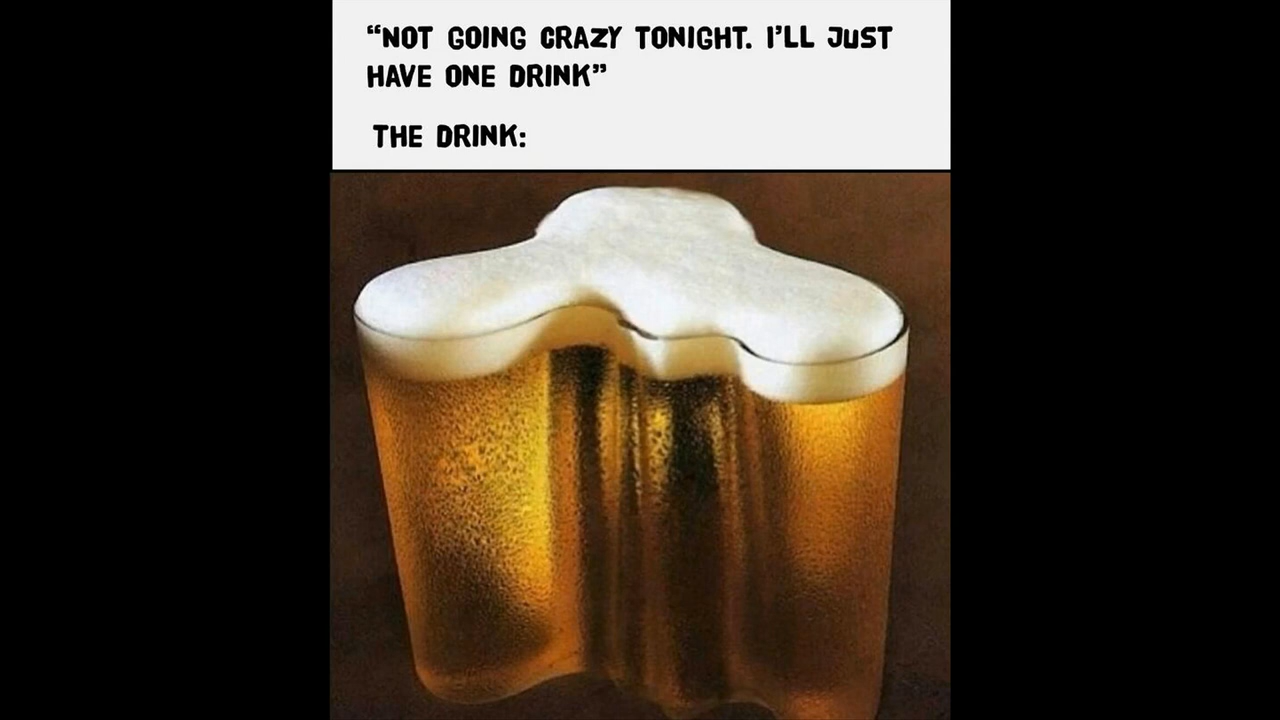 “NOT GOING CRAZY TONIGHT. I’LL JUST
HAVE ONE DRINK”
THE DRINK: